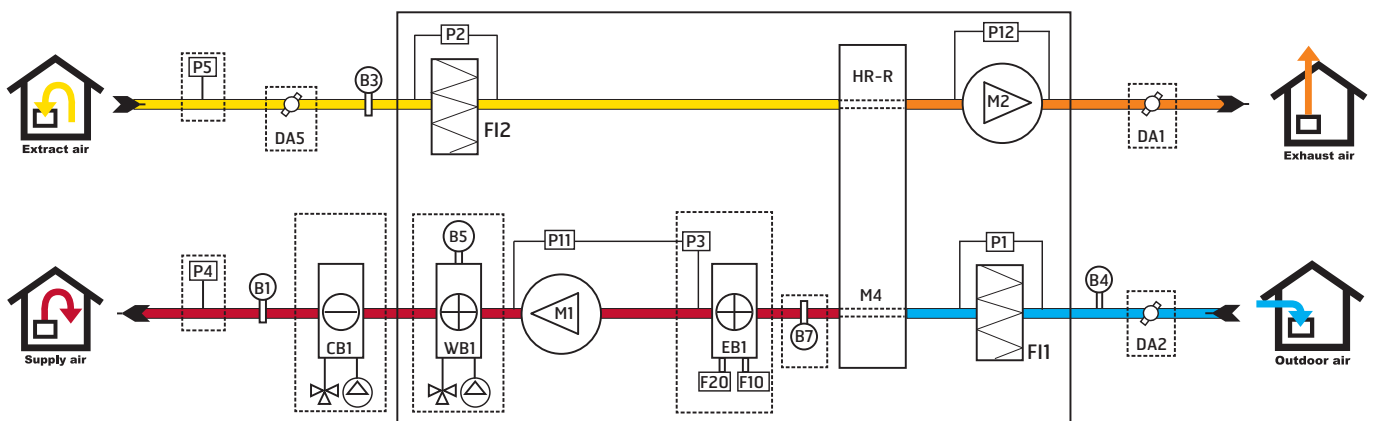 P2
P12
P5
B3
HR-R
M2
DA5
FI2
DA1
Extract air
Exhaust air
B5
P11
P3
P1
P4
B1
B4
M1
M4
B7
DA2
CB1
WB1
EB1
FI1
Supply air
Outdoor air
F20
F10